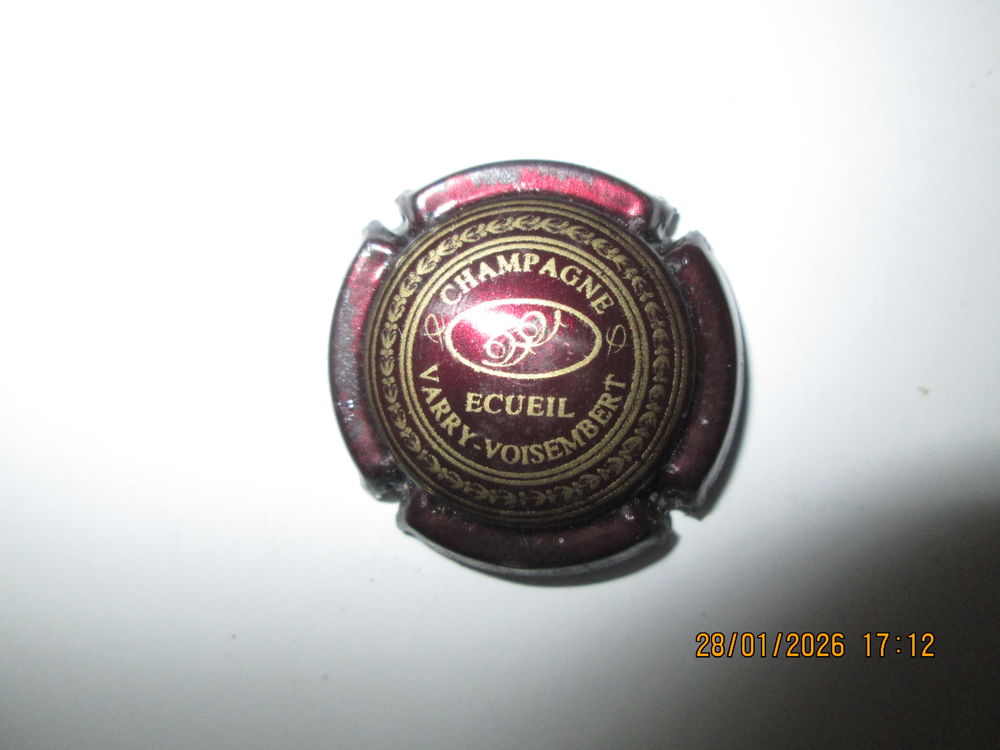 CHAMPAGNE
ECUEIL
VARRY-VOISEMBERT
28/01/2026 17:12